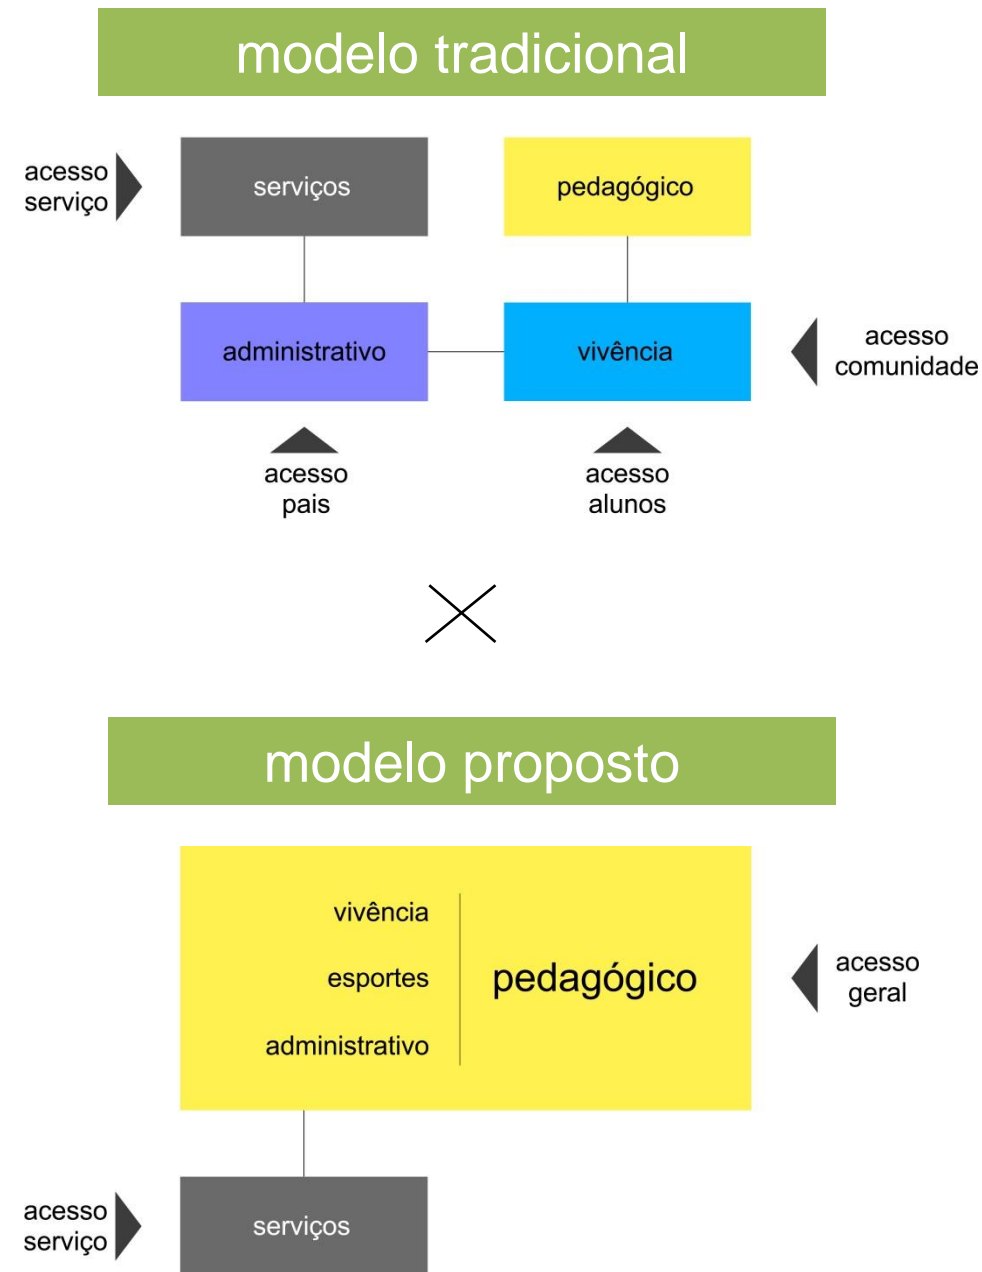 modelo tradicional
acesso
serviço
serviços
pedagógico
administrativo
vivência
acesso
comunidade
acesso
pais
acesso
alunos
modelo proposto
vivência
esportes
administrativo
pedagógico
acesso
geral
acesso
serviço
serviços